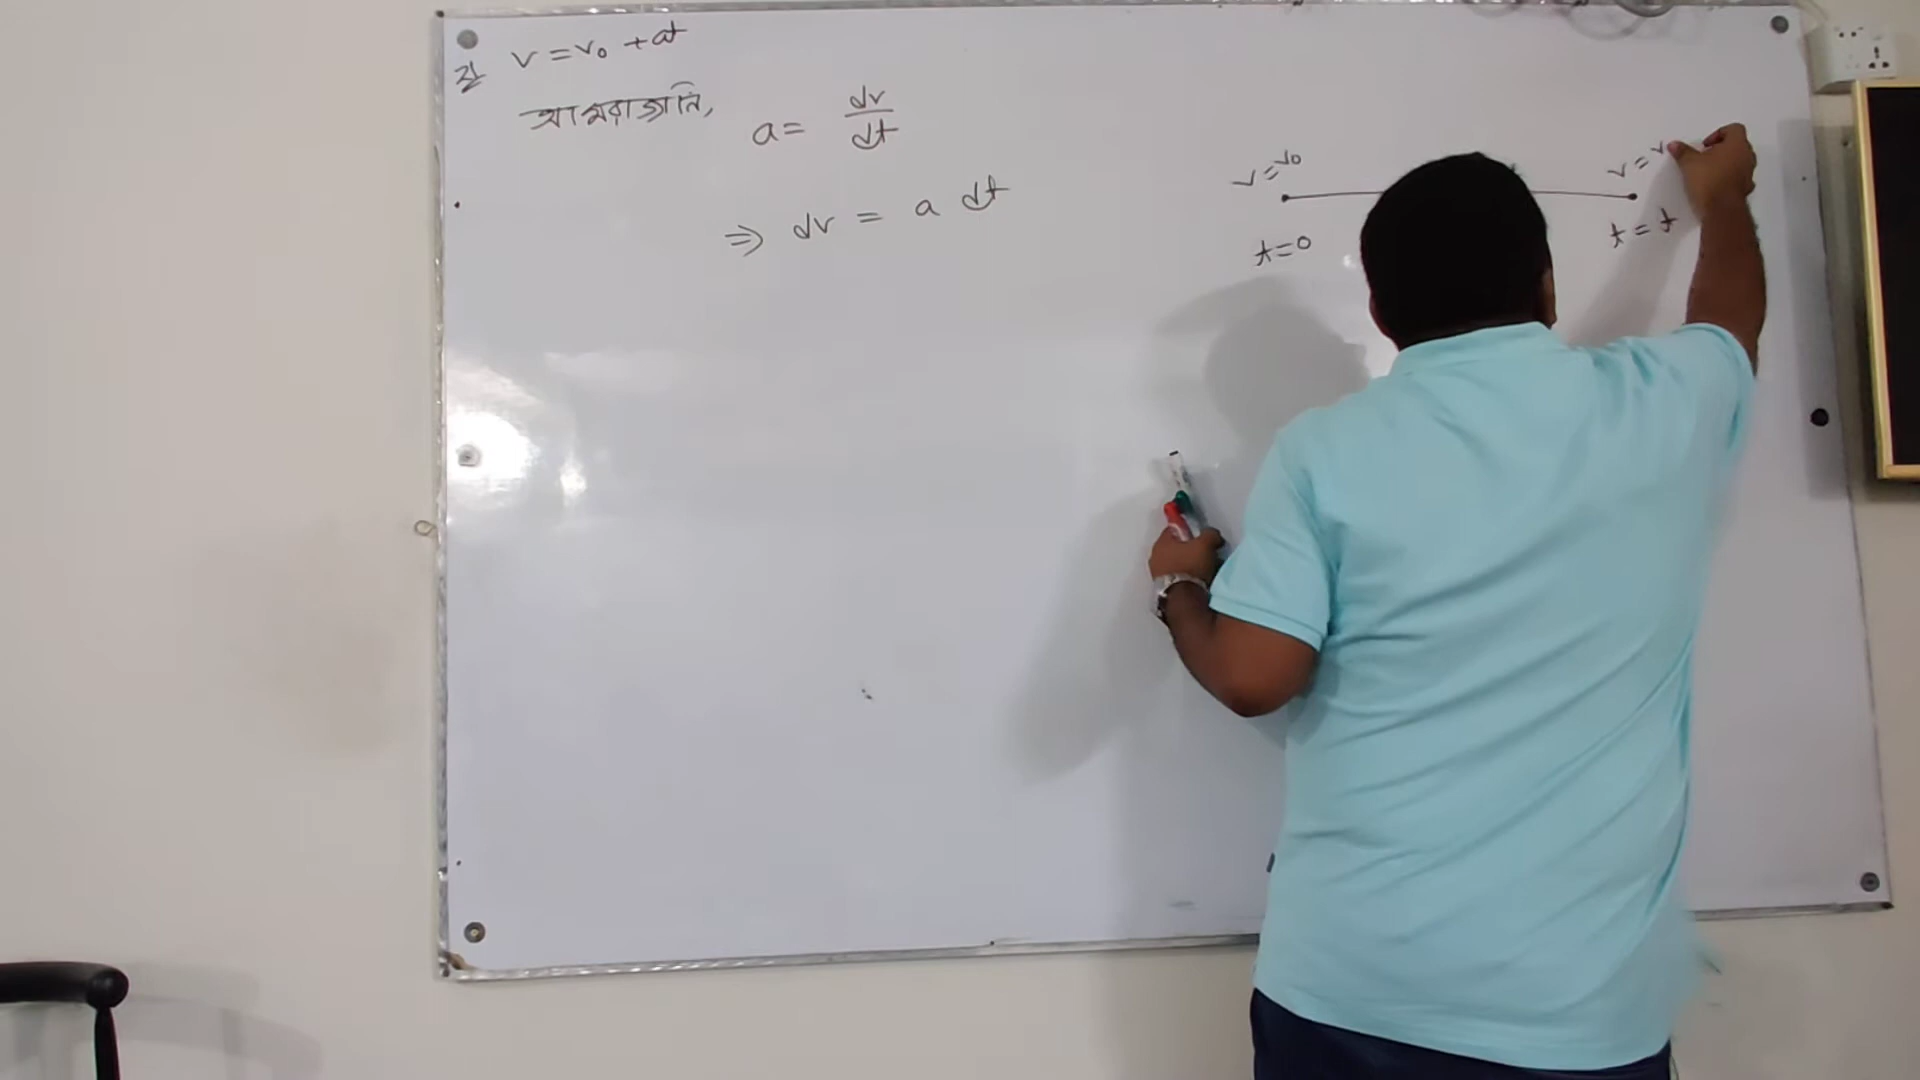 ২) v = v₀ + at
আমরা জানি, a = dv/dt
⇒ dv = a dt
v = v₀
v = v
t = 0
t = t